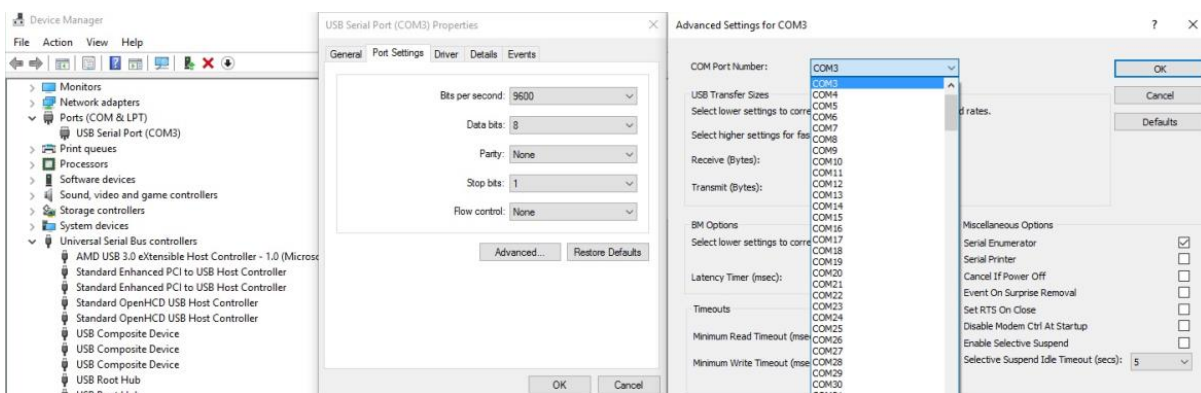 Device Manager
File Action View Help
Monitors
Network adapters
Ports (COM & LPT)
USB Serial Port (COM3)
Print queues
Processors
Software devices
Sound, video and game controllers
Storage controllers
System devices
Universal Serial Bus controllers
AMD USB 3.0 eXtensible Host Controller - 1.0 (Microso
Standard Enhanced PCI to USB Host Controller
Standard Enhanced PCI to USB Host Controller
Standard OpenHCD USB Host Controller
Standard OpenHCD USB Host Controller
USB Composite Device
USB Composite Device
USB Composite Device
USB Root Hub
USB Serial Port (COM3) Properties
General Port Settings Driver Details Events
Bits per second: 9600
Data bits: 8
Parity: None
Stop bits: 1
Flow control: None
Advanced... Restore Defaults
OK Cancel
Advanced Settings for COM3 ?
COM Port Number: COM3
OK
Cancel
Defaults
USB Transfer Sizes
Select lower settings to corre d rates.
Select higher settings for fas
Receive (Bytes):
Transmit (Bytes):
BM Options
Select lower settings to corre
Latency Timer (msec):
Timeouts
Minimum Read Timeout (mse
Minimum Write Timeout (mse
COM3
COM4
COM5
COM6
COM7
COM8
COM9
COM10
COM11
COM12
COM13
COM14
COM15
COM16
COM17
COM18
COM19
COM20
COM21
COM22
COM23
COM24
COM25
COM26
COM27
COM28
COM29
COM30
Miscellaneous Options
Serial Enumerator
Serial Printer
Cancel If Power Off
Event On Surprise Removal
Set RTS On Close
Disable Modem Ctrl At Startup
Enable Selective Suspend
Selective Suspend Idle Timeout (secs): 5